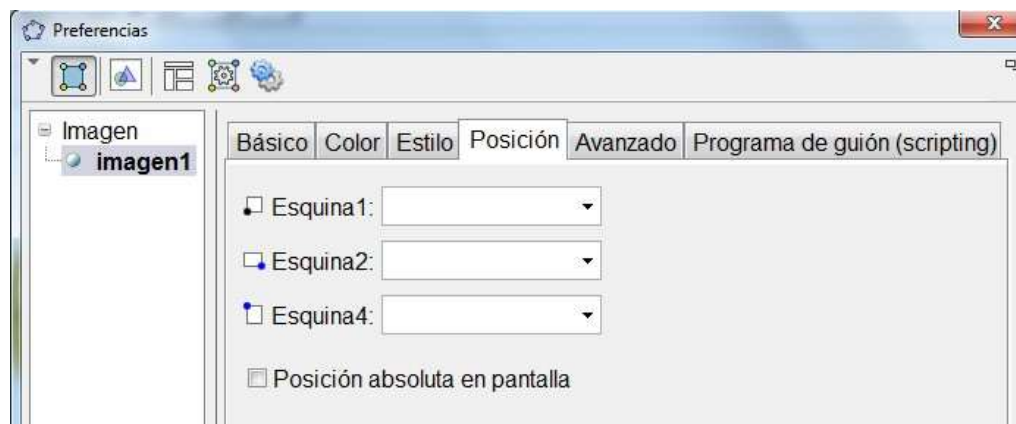 Preferencias
Imagen
imagen1
Básico Color Estilo Posición Avanzado Programa de guión (scripting)
Esquina1:
Esquina2:
Esquina4:
Posición absoluta en pantalla